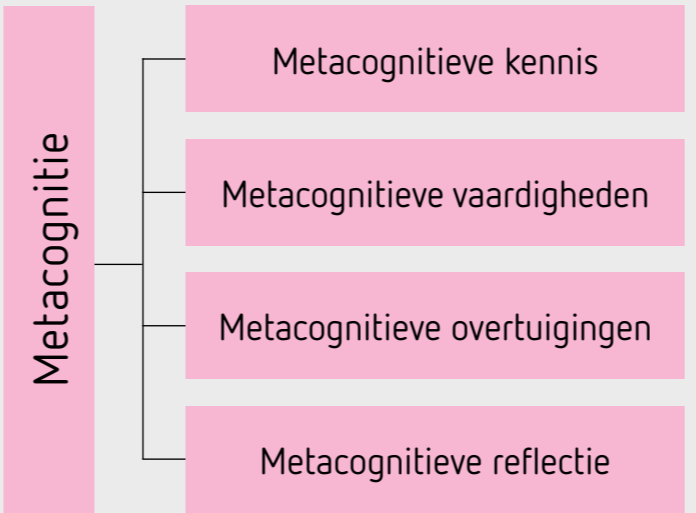 Metacognitie
Metacognitieve kennis
Metacognitieve vaardigheden
Metacognitieve overtuigingen
Metacognitieve reflectie